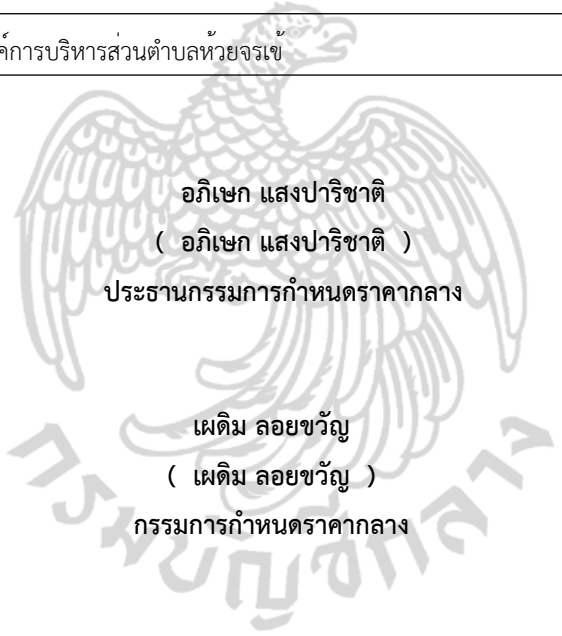 ค์การบริหารส่วนตำบลห้วยจรเข้
อภิเษก แสงปาริชาติ
( อภิเษก แสงปาริชาติ )
ประธานกรรมการกำหนดราคากลาง
เผดิม ลอยขวัญ
( เผดิม ลอยขวัญ )
กรรมการกำหนดราคากลาง
กรมบัญชีกลาง